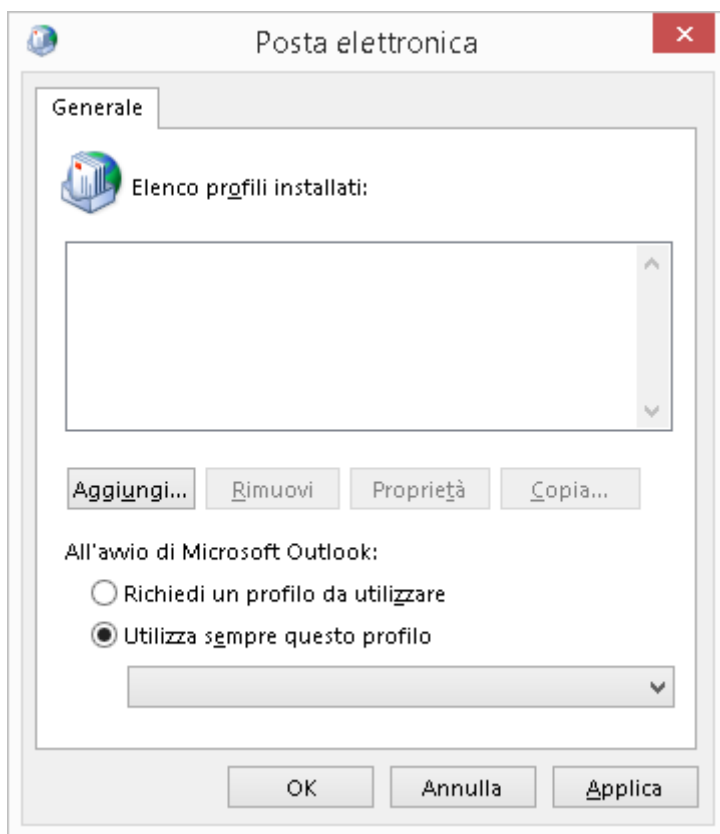 Posta elettronica
Generale
Elenco profili installati:
Aggiungi... Rimuovi Proprietà Copia...
All'avvio di Microsoft Outlook:
Richiedi un profilo da utilizzare
Utilizza sempre questo profilo
OK Annulla Applica